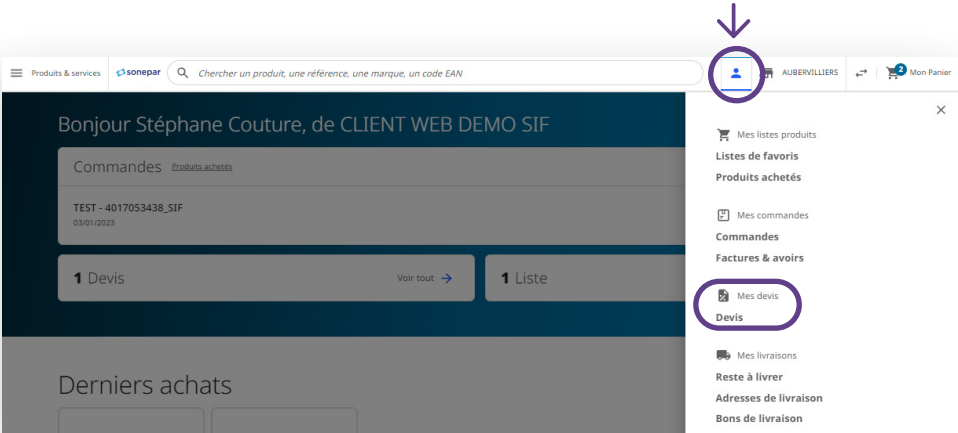 Produits & services
sonepar
Chercher un produit, une référence, une marque, un code EAN
AUBERVILLIERS
2
Mon Panier
Bonjour Stéphane Couture, de CLIENT WEB DEMO SIF
Commandes Produits achetés
TEST - 4017053438_SIF
03/01/2023
1 Devis
Voir tout →
1 Liste
Derniers achats
×
Mes listes produits
Listes de favoris
Produits achetés
Mes commandes
Commandes
Factures & avoirs
Mes devis
Devis
Mes livraisons
Reste à livrer
Adresses de livraison
Bons de livraison